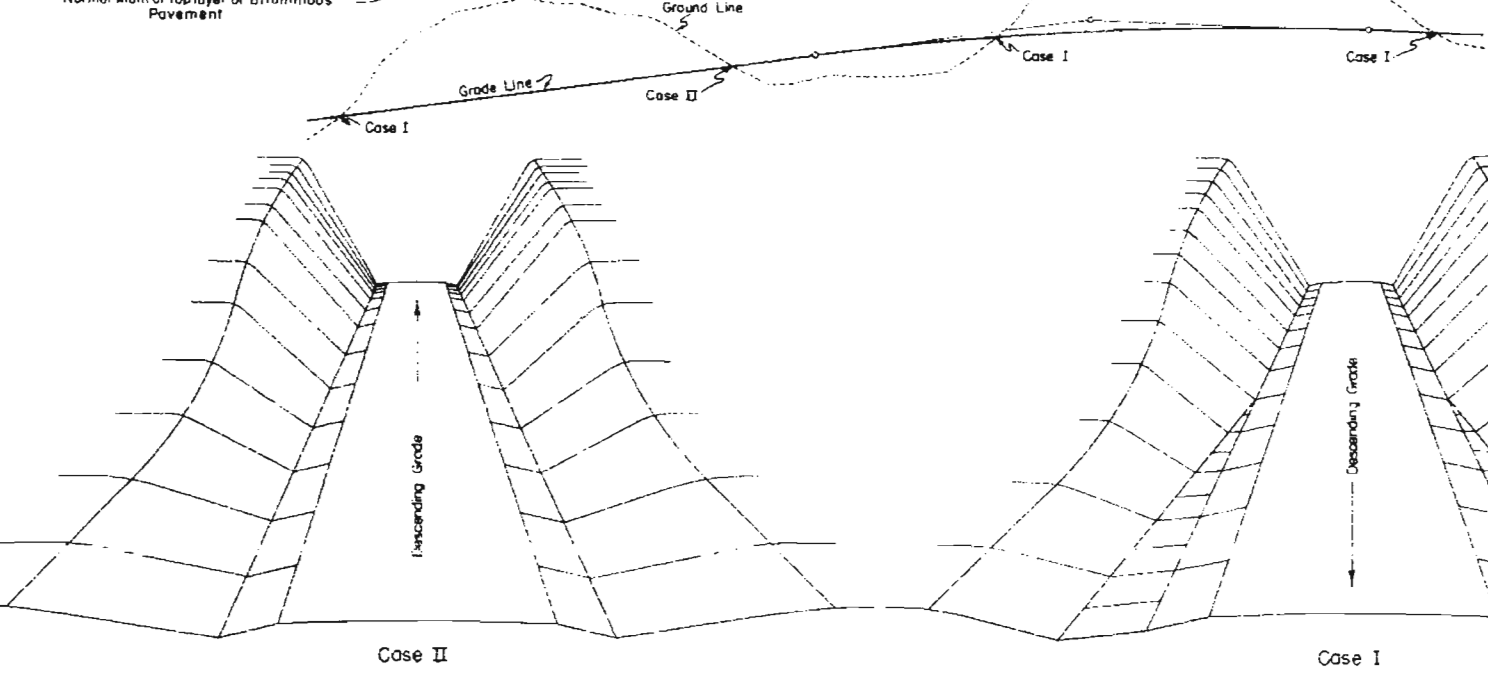 Pavement
Ground Line
Grade Line
Case I
Case II
Case I
Case I
Descending Grade
Descending Grade
Case II
Case I